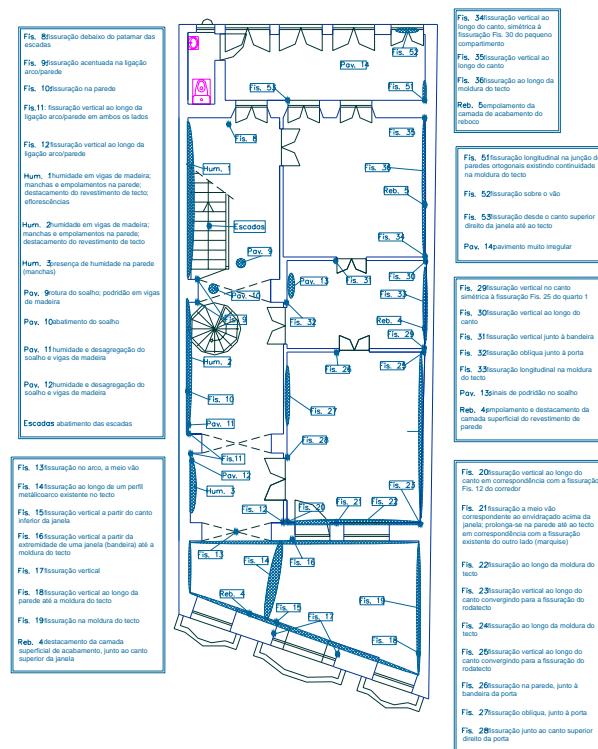 Fis. 8fissuração debaixo do patamar das
escadas
Fis. 9fissuração acentuada na ligação
arco/parede
Fis. 10fissuração na parede
Fis.11: fissuração vertical ao longo da
ligação arco/parede em ambos os lados
Fis. 12fissuração vertical ao longo da
ligação arco/parede
Hum. 1humidade em vigas de madeira;
manchas e empolamentos na parede;
destacamento do revestimento de tecto;
eflorescências
Hum. 2humidade em vigas de madeira;
manchas e empolamentos na parede;
destacamento do revestimento de tecto
Hum. 3presença de humidade na parede
(manchas)
Pav. 9rotura do soalho; podridão em vigas
de madeira
Pav. 10abatimento do soalho
Pav. 11humidade e desagregação do
soalho e vigas de madeira
Pav. 12humidade e desagregação do
soalho e vigas de madeira
Escadas abatimento das escadas
Fis. 13fissuração no arco, a meio vão
Fis. 14fissuração ao longo de um perfil
metálicoarco existente no tecto
Fis. 15fissuração vertical a partir do canto
inferior da janela
Fis. 16fissuração vertical a partir da
extremidade de uma janela (bandeira) até a
moldura do tecto
Fis. 17fissuração vertical
Fis. 18fissuração vertical ao longo da
parede até a moldura do tecto
Fis. 19fissuração na moldura do tecto
Reb. 4destacamento da camada
superficial de acabamento, junto ao canto
superior da janela
Fis. 52
Pav. 14
Fis. 53
Fis. 51
Fis. 8
Fis. 35
Hum. 1
Fis. 36
Reb. 5
Escadas
Fis. 34
Pav. 9
Fis. 31
Fis. 30
Pav. 13
Pav. 10
Fis. 33
Fis. 9
Fis. 32
Reb. 4
Fis. 29
Hum. 2
Fis. 26
Fis. 25
Fis. 10
Fis. 27
Pav. 11
Fis.11
Fis. 28
Pav. 12
Hum. 3
Fis. 23
Fis. 12
Fis. 20
Fis. 21
Fis. 22
Fis. 13
Fis. 14
Fis. 16
Reb. 4
Fis. 15
Fis. 17
Fis. 19
Fis. 18
Fis. 34fissuração vertical ao
longo do canto, simétrica à
fissuração Fis. 30 do pequeno
compartimento
Fis. 35fissuração vertical ao
longo do canto
Fis. 36fissuração ao longo da
moldura do tecto
Reb. 5empolamento da
camada de acabamento do
reboco
Fis. 51fissuração longitudinal na junção d
paredes ortogonais existindo continuidade
na moldura do tecto
Fis. 52fissuração sobre o vão
Fis. 53fissuração desde o canto superior
direito da janela até ao tecto
Pav. 14pavimento muito irregular
Fis. 29fissuração vertical no canto
simétrica à fissuração Fis. 25 do quarto 1
Fis. 30fissuração vertical ao longo do
canto
Fis. 31fissuração vertical junto à bandeira
Fis. 32fissuração oblíqua junto à porta
Fis. 33fissuração longitudinal na moldura
do tecto
Pav. 13sinais de podridão no soalho
Reb. 4empolamento e destacamento da
camada superficial do revestimento de
parede
Fis. 20fissuração vertical ao longo do
canto em correspondência com a fissuração
Fis. 12 do corredor
Fis. 21fissuração a meio vão
correspondente ao envidraçado acima da
janela; prolonga-se na parede até ao tecto
em correspondência com a fissuração
existente do outro lado (marquise)
Fis. 22fissuração ao longo da moldura do
tecto
Fis. 23fissuração vertical ao longo do
canto convergindo para a fissuração do
rodatecto
Fis. 24fissuração ao longo da moldura do
tecto
Fis. 25fissuração vertical ao longo do
canto convergindo para a fissuração do
rodatecto
Fis. 26fissuração na parede, junto à
bandeira da porta
Fis. 27fissuração oblíqua, junto à porta
Fis. 28fissuração junto ao canto superior
direito da porta